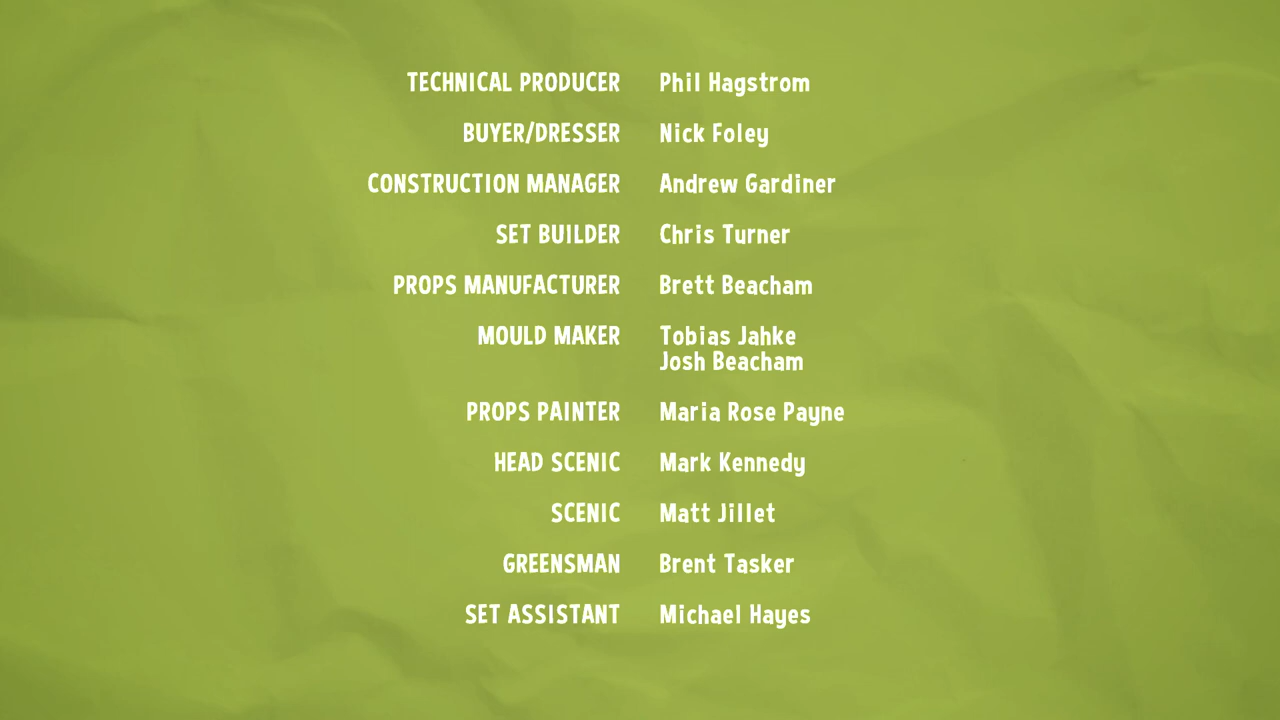 TECHNICAL PRODUCER Phil Hagstrom
BUYER/DRESSER Nick Foley
CONSTRUCTION MANAGER Andrew Gardiner
SET BUILDER Chris Turner
PROPS MANUFACTURER Brett Beacham
MOULD MAKER Tobias Jahke
Josh Beacham
PROPS PAINTER Maria Rose Payne
HEAD SCENIC Mark Kennedy
SCENIC Matt Jillet
GREENSMAN Brent Tasker
SET ASSISTANT Michael Hayes